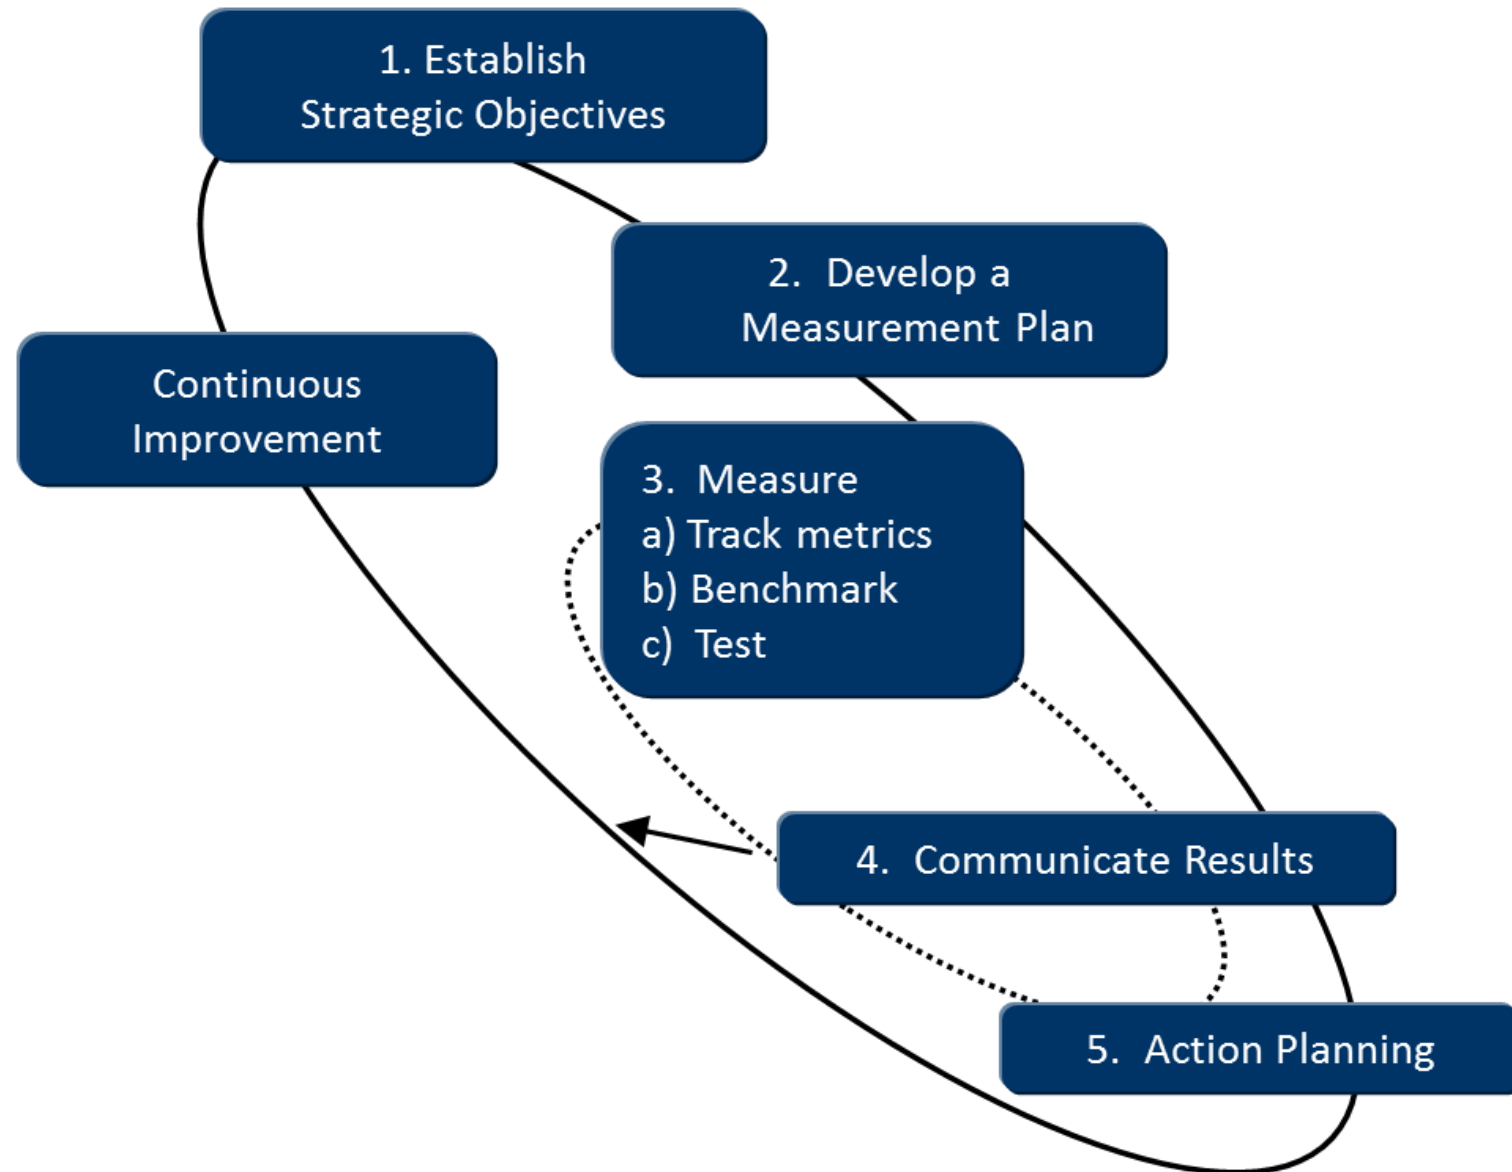 1. Establish
Strategic Objectives
2. Develop a
Measurement Plan
Continuous
Improvement
3. Measure
a) Track metrics
b) Benchmark
c) Test
4. Communicate Results
5. Action Planning